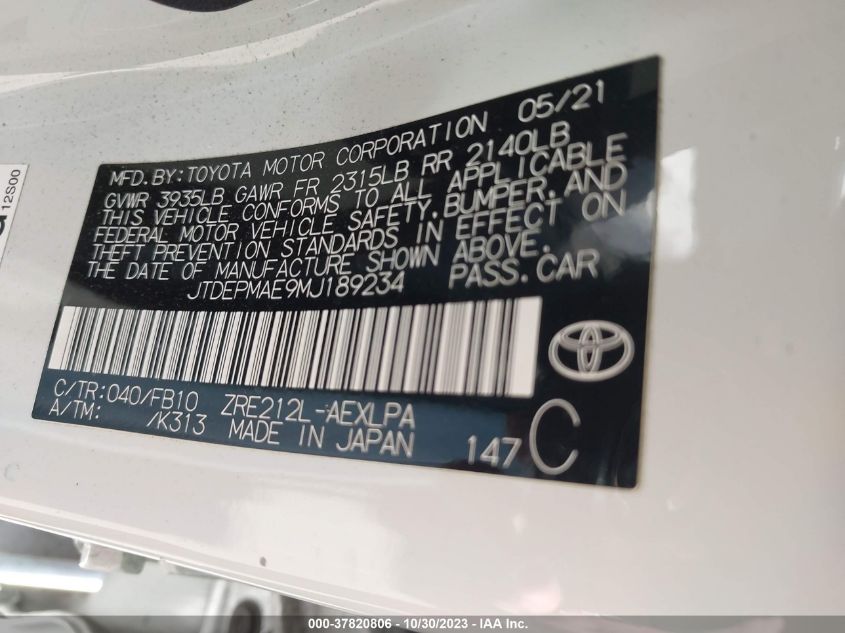 MFD. BY: TOYOTA MOTOR CORPORATION 05/21
GVWR 3935LB GAWR FR 2315LB RR 2140LB
THIS VEHICLE CONFORMS TO ALL APPLICABLE
FEDERAL MOTOR VEHICLE SAFETY, BUMPER, AND
THEFT PREVENTION STANDARDS IN EFFECT ON
THE DATE OF MANUFACTURE SHOWN ABOVE.
JTDEPMAE9MJ189234 PASS. CAR
C/TR: 040/FB10 ZRE212L-AEXLPA
A/TM: /K313 MADE IN JAPAN 147 C
12S00
000-37820806 - 10/30/2023 - IAA Inc.